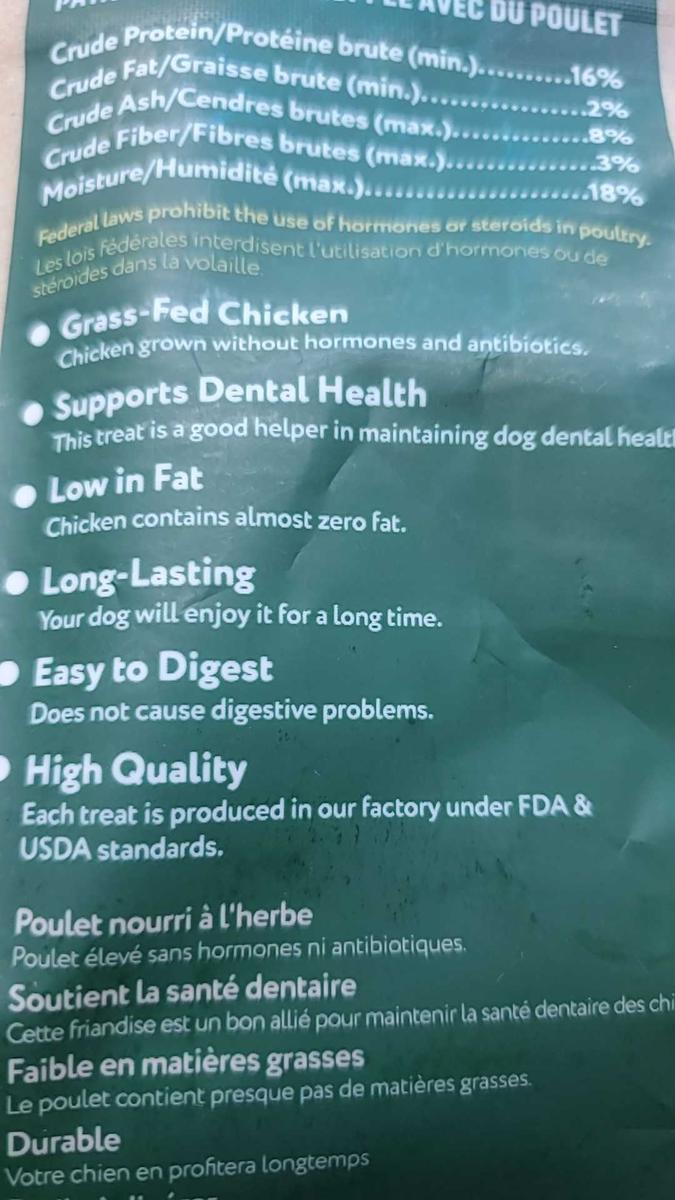 AVEC DU POULET
Crude Protein/Protéine brute (min.)..........16%
Crude Fat/Graisse brute (min.)..................2%
Crude Ash/Cendres brutes (max.)...............8%
Crude Fiber/Fibres brutes (max.)................3%
Moisture/Humidité (max.)........................18%
Federal laws prohibit the use of hormones or steroids in poultry.
Les lois fédérales interdisent l'utilisation d'hormones ou de
stéroïdes dans la volaille.
Grass-Fed Chicken
Chicken grown without hormones and antibiotics.
Supports Dental Health
This treat is a good helper in maintaining dog dental healt
Low in Fat
Chicken contains almost zero fat.
Long-Lasting
Your dog will enjoy it for a long time.
Easy to Digest
Does not cause digestive problems.
High Quality
Each treat is produced in our factory under FDA &
USDA standards.
Poulet nourri à l'herbe
Poulet élevé sans hormones ni antibiotiques.
Soutient la santé dentaire
Cette friandise est un bon allié pour maintenir la santé dentaire des chi
Faible en matières grasses
Le poulet contient presque pas de matières grasses.
Durable
Votre chien en profitera longtemps